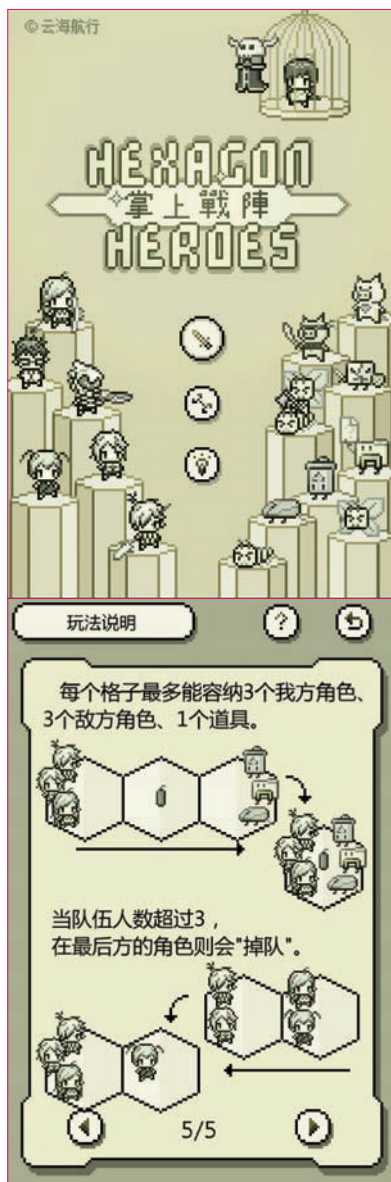 ©云海航行
HEXAGON
掌上戰陣
HEROES
玩法说明
?
每个格子最多能容纳3个我方角色、
3个敌方角色、1个道具。
当队伍人数超过3，
在最后方的角色则会"掉队"。
5/5